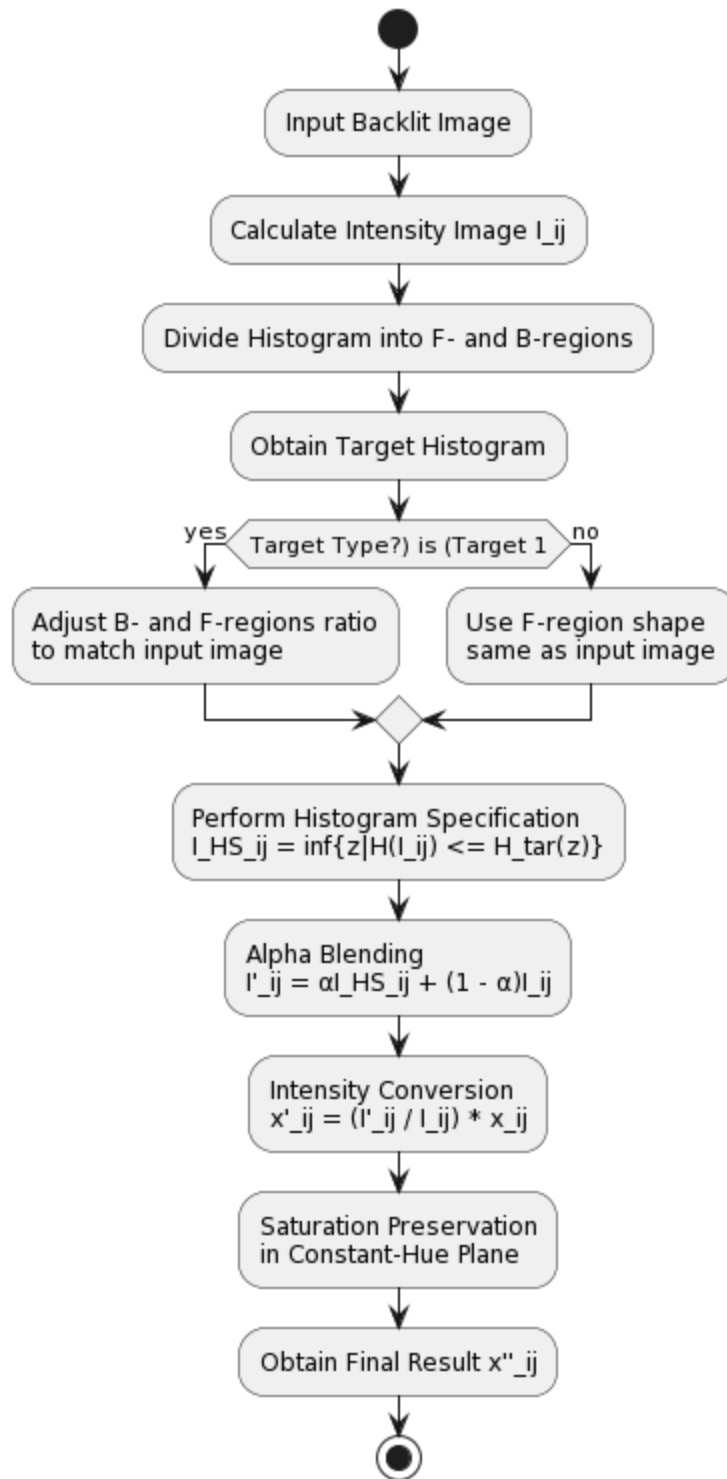 Input Backlit Image
Calculate Intensity Image I_ij
Divide Histogram into F- and B-regions
Obtain Target Histogram
yes
Target Type?) is (Target 1
no
Adjust B- and F-regions ratio
to match input image
Use F-region shape
same as input image
Perform Histogram Specification
I_HS_ij = inf{z|H(I_ij) <= H_tar(z)}
Alpha Blending
I'_ij = αI_HS_ij + (1 - α)I_ij
Intensity Conversion
x'_ij = (I'_ij / I_ij) * x_ij
Saturation Preservation
in Constant-Hue Plane
Obtain Final Result x''_ij